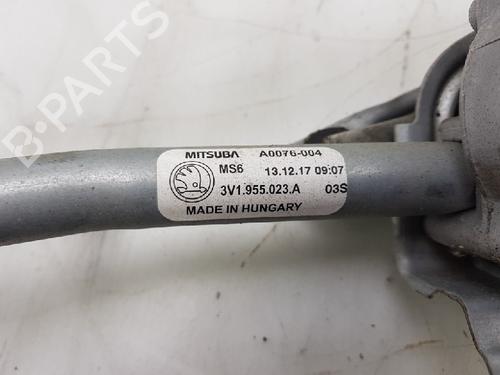 MITSUBA A0076-004
MS6 13.12.17 09:07
3V1.955.023.A 03S
MADE IN HUNGARY
B-PARTS